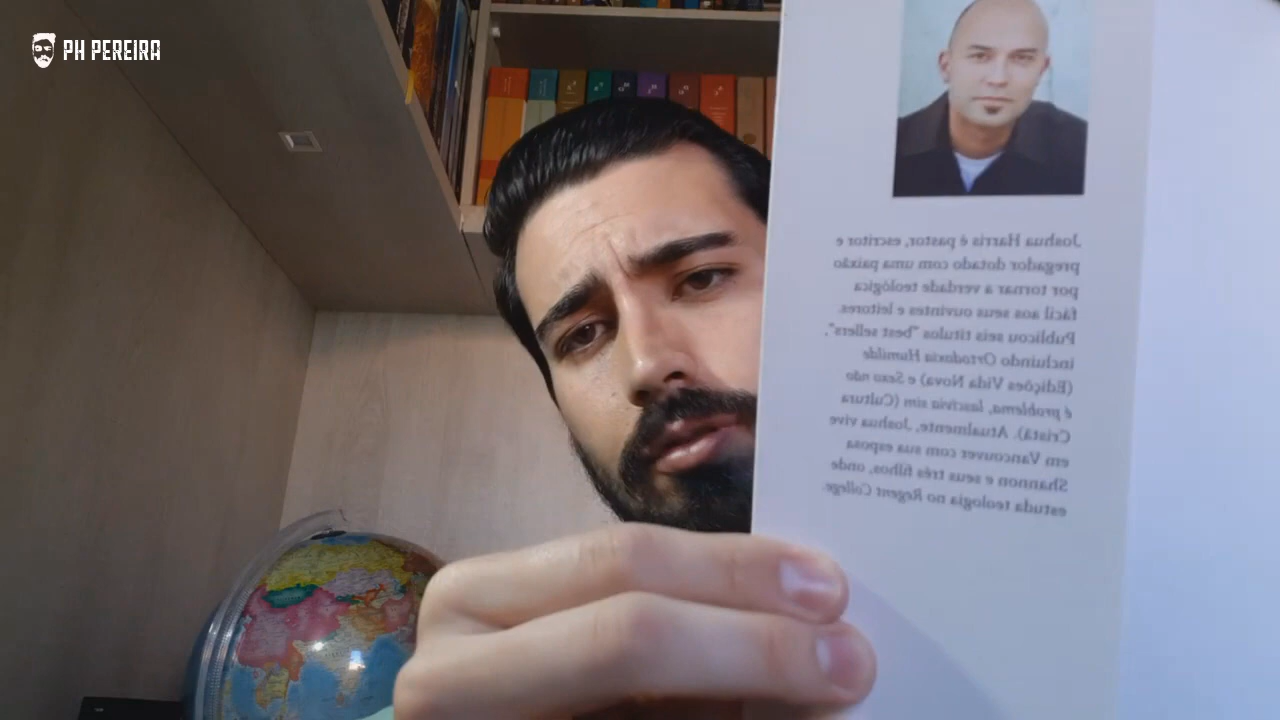 PH PEREIRA
Joshua Harris é pastor, escritor e
pregador dotado com uma paixão
por tornar a verdade teológica
fácil aos seus ouvintes e leitores.
Publicou seis títulos "best sellers",
incluindo Ortodoxia Humilde
(Edições Vida Nova) e Sexo não
é problema, lascívia sim (Cultura
Cristã). Atualmente, Joshua vive
em Vancouver com sua esposa
Shannon e seus três filhos, onde
estuda teologia no Regent College.